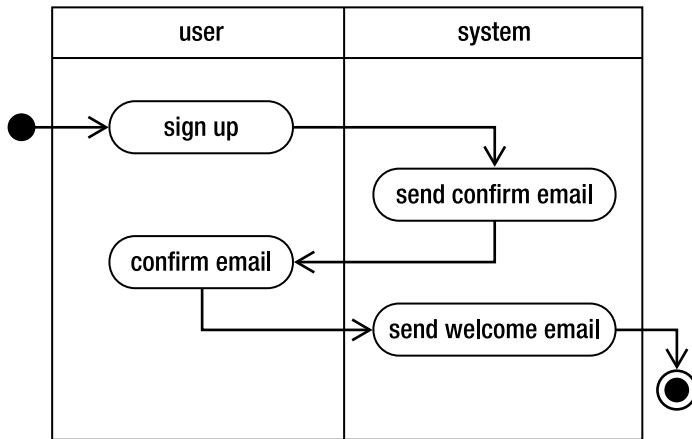 user
system
sign up
send confirm email
confirm email
send welcome email